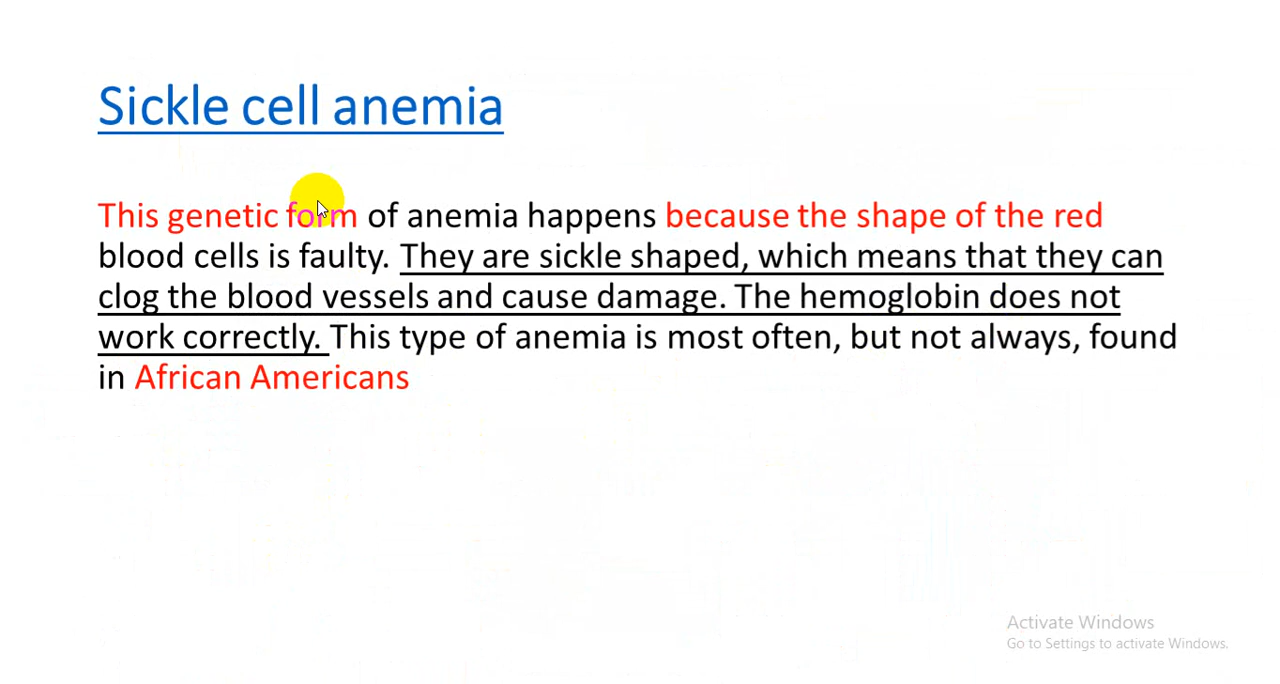 Sickle cell anemia
This genetic form of anemia happens because the shape of the red
blood cells is faulty. They are sickle shaped, which means that they can
clog the blood vessels and cause damage. The hemoglobin does not
work correctly. This type of anemia is most often, but not always, found
in African Americans
Activate Windows
Go to Settings to activate Windows.